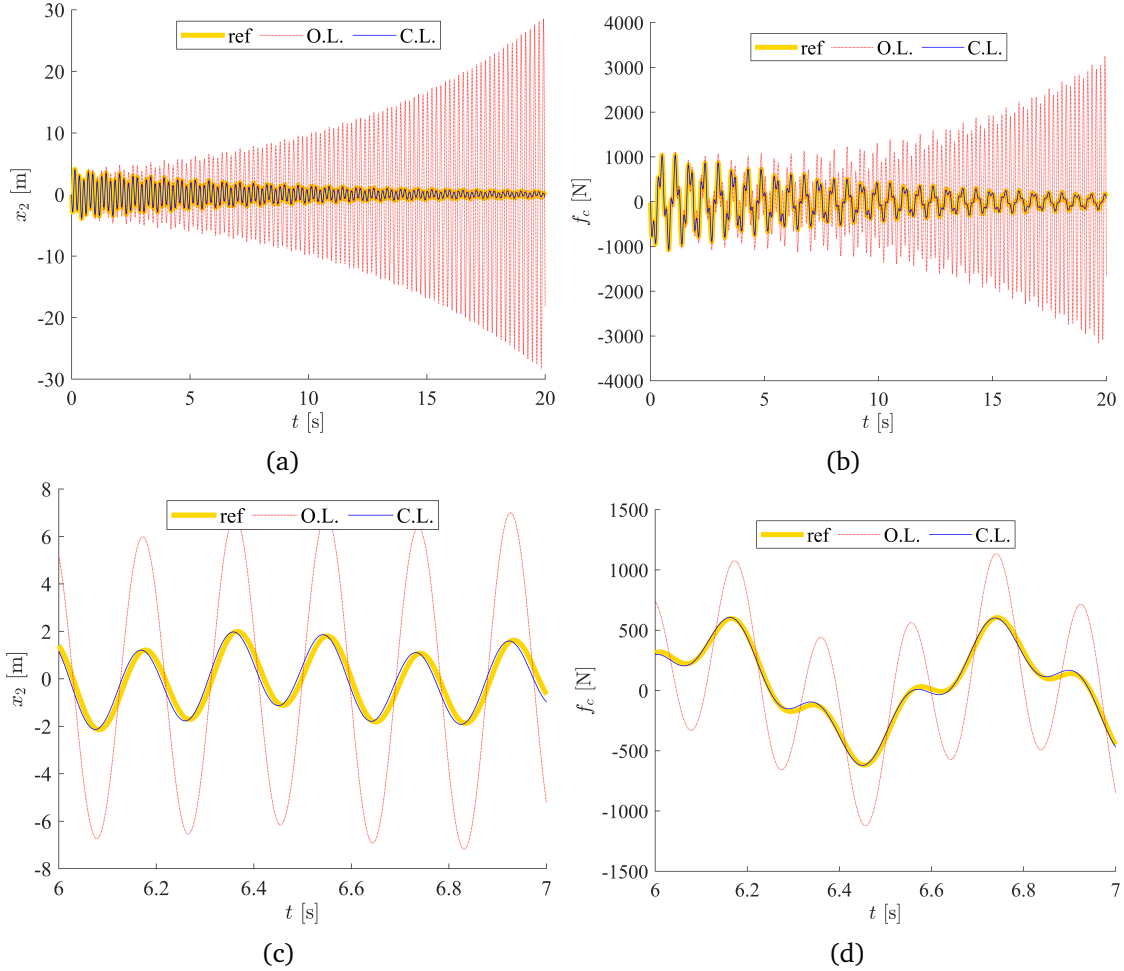 ref O.L. C.L.
30
20
10
0
-10
-20
-30
x2 [m]
0 5 10 15 20
t [s]
(a)
ref O.L. C.L.
4000
3000
2000
1000
0
-1000
-2000
-3000
-4000
fc [N]
0 5 10 15 20
t [s]
(b)
ref O.L. C.L.
8
6
4
2
0
-2
-4
-6
-8
x2 [m]
6 6.2 6.4 6.6 6.8 7
t [s]
(c)
ref O.L. C.L.
1500
1000
500
0
-500
-1000
-1500
fc [N]
6 6.2 6.4 6.6 6.8 7
t [s]
(d)